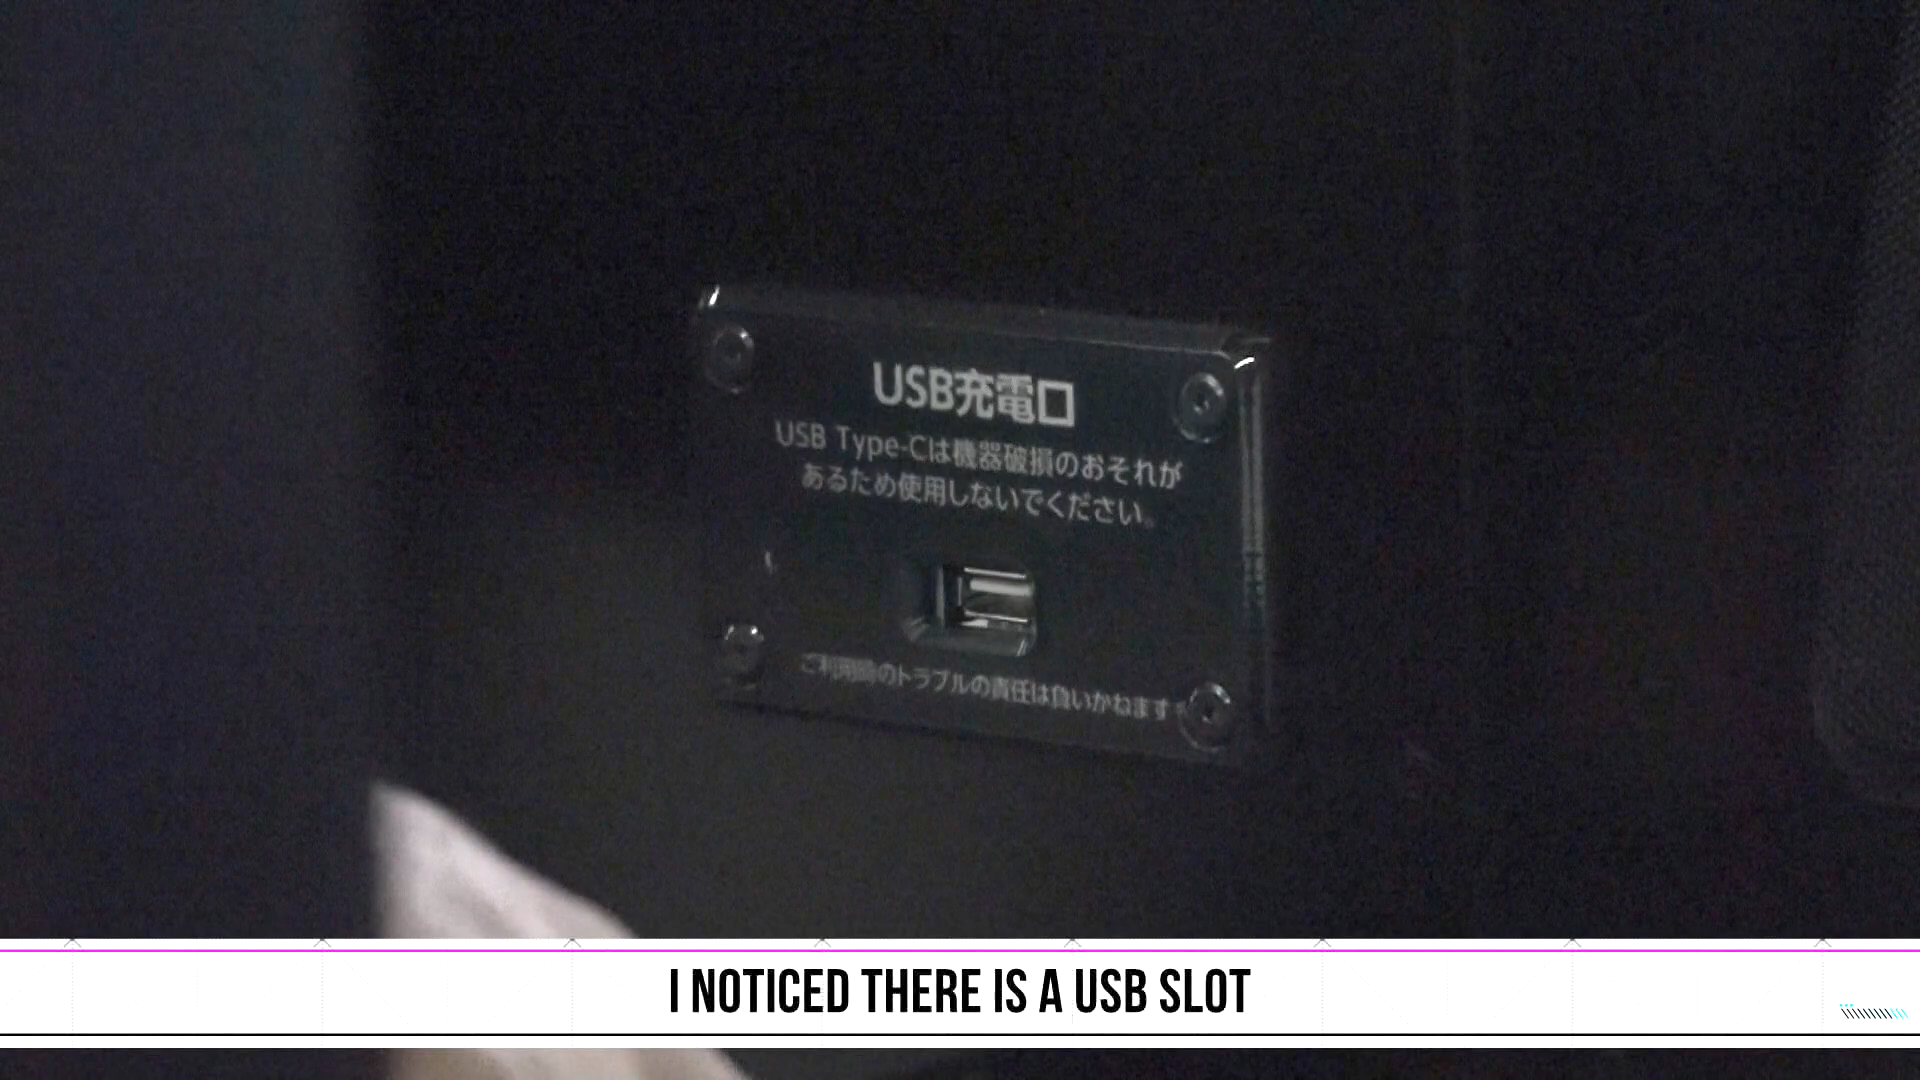 USB充電口
USB Type-Cは機器破損のおそれが
あるため使用しないでください。
ご利用間のトラブルの責任は負いかねます
I NOTICED THERE IS A USB SLOT